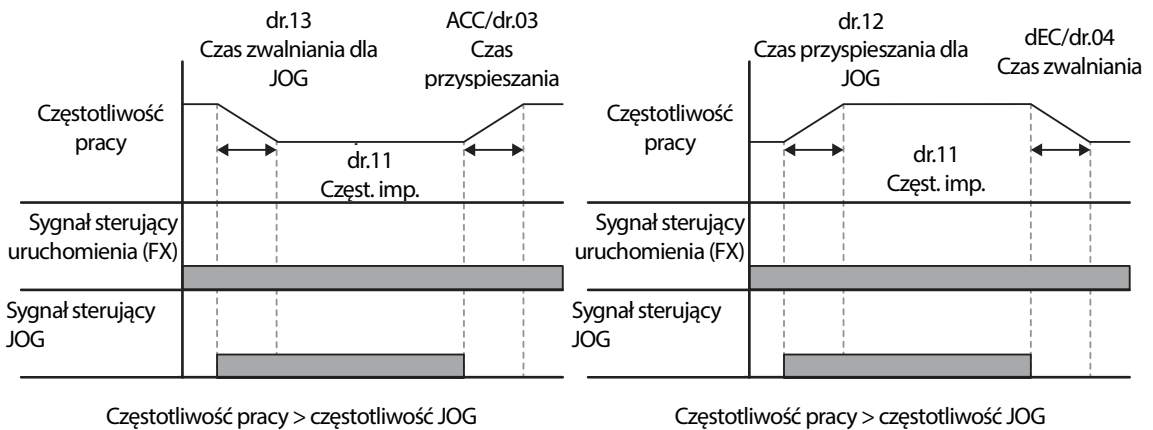 dr.13
Czas zwalniania dla
JOG
ACC/dr.03
Czas
przyspieszania
Częstotliwość
pracy
dr.11
Częst. imp.
Sygnał sterujący
uruchomienia (FX)
Sygnał sterujący
JOG
Częstotliwość pracy > częstotliwość JOG
dr.12
Czas przyspieszania dla
JOG
dEC/dr.04
Czas zwalniania
Częstotliwość
pracy
dr.11
Częst. imp.
Sygnał sterujący
uruchomienia (FX)
Sygnał sterujący
JOG
Częstotliwość pracy > częstotliwość JOG